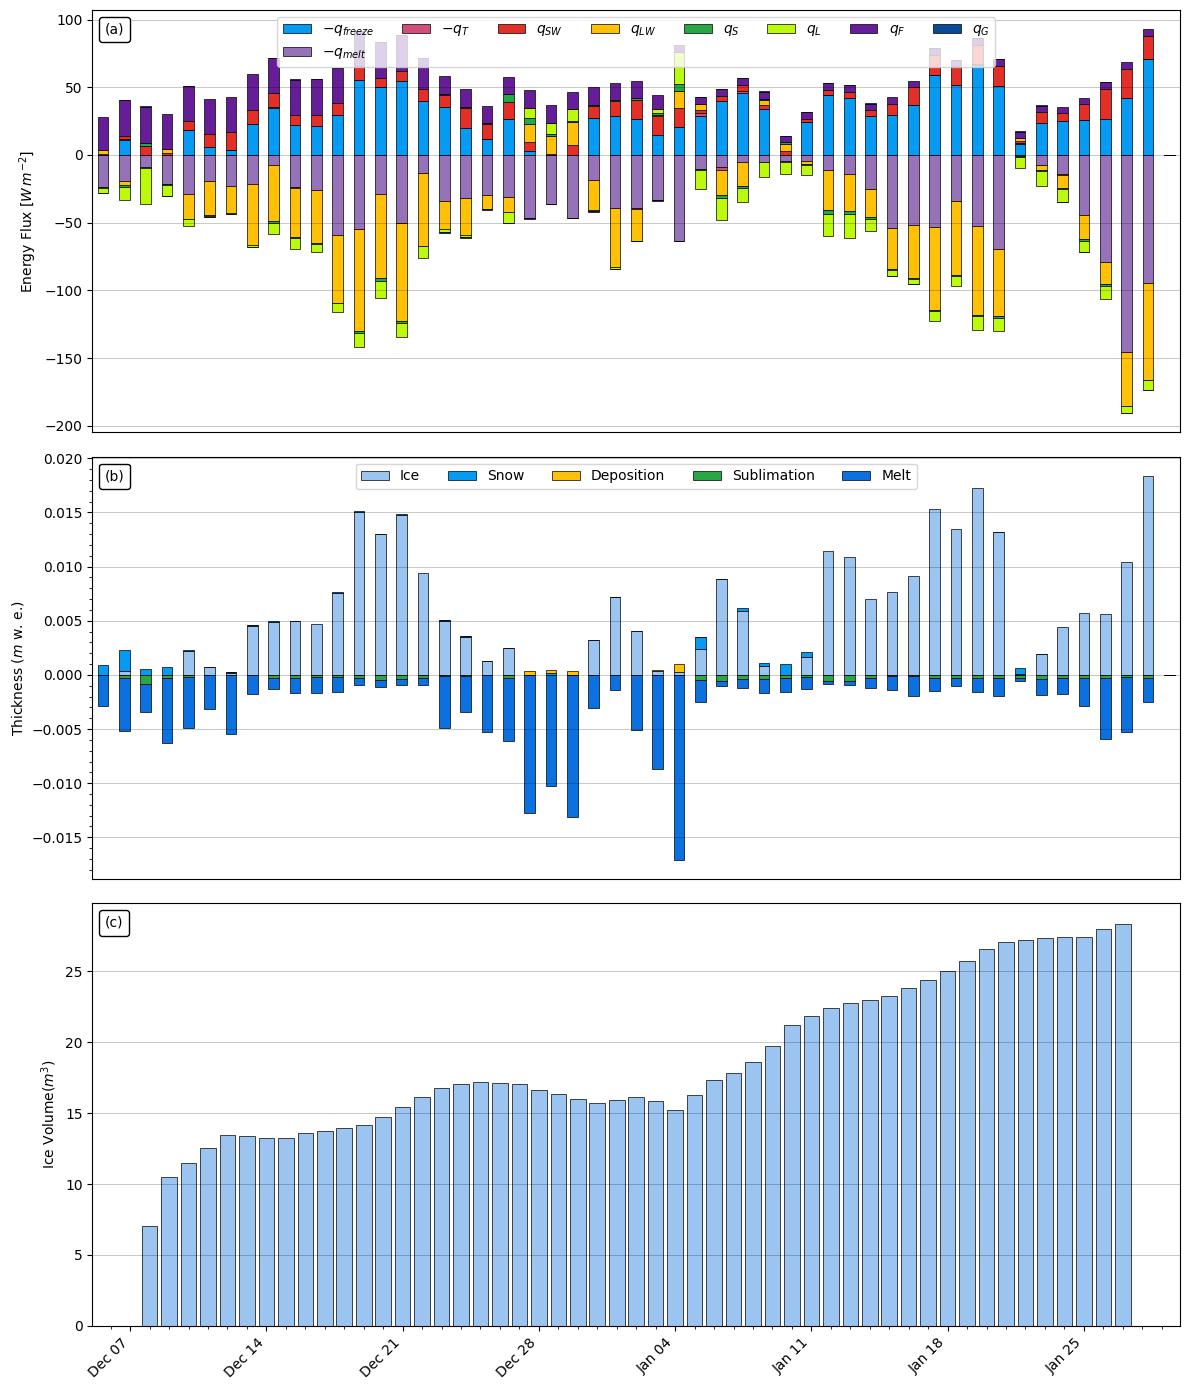 (a)
−q_freeze −q_T q_SW q_LW q_S q_L q_F q_G
−q_melt
100
50
0
−50
−100
−150
−200
Energy Flux [W m⁻²]
(b)
Ice Snow Deposition Sublimation Melt
0.020
0.015
0.010
0.005
0.000
−0.005
−0.010
−0.015
Thickness (m w. e.)
(c)
25
20
15
10
5
0
Ice Volume(m³)
Dec 07 Dec 14 Dec 21 Dec 28 Jan 04 Jan 11 Jan 18 Jan 25